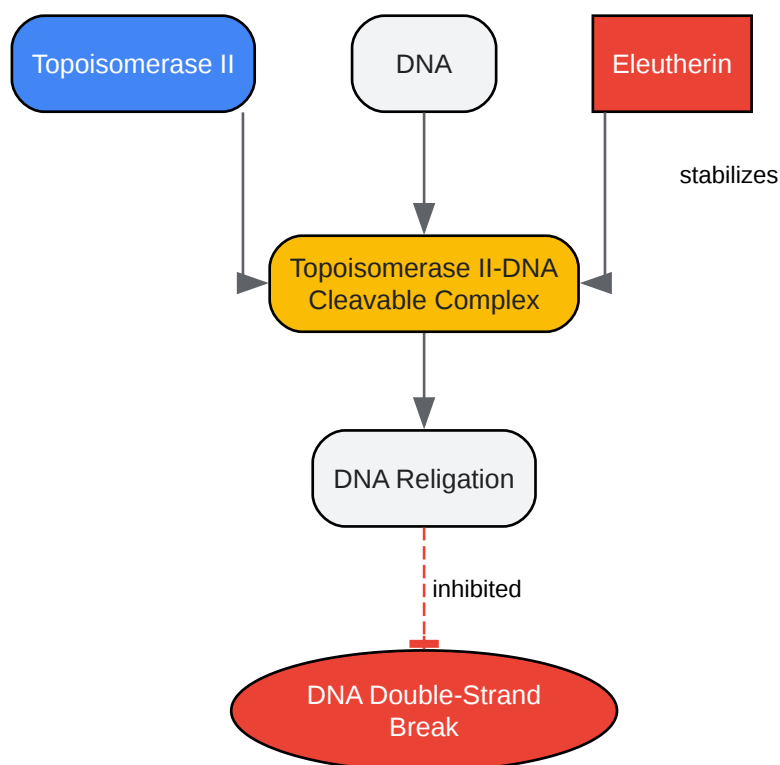 Topoisomerase II
DNA
Eleutherin
stabilizes
Topoisomerase II-DNA
Cleavable Complex
DNA Religation
inhibited
DNA Double-Strand
Break